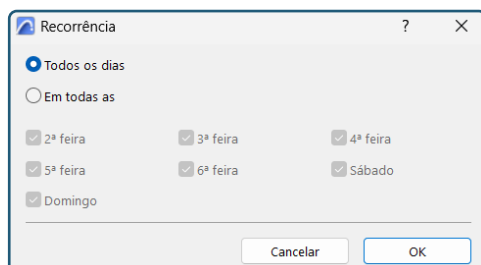 Recorrência ?
Todos os dias
Em todas as
2ª feira 3ª feira 4ª feira
5ª feira 6ª feira Sábado
Domingo
Cancelar OK